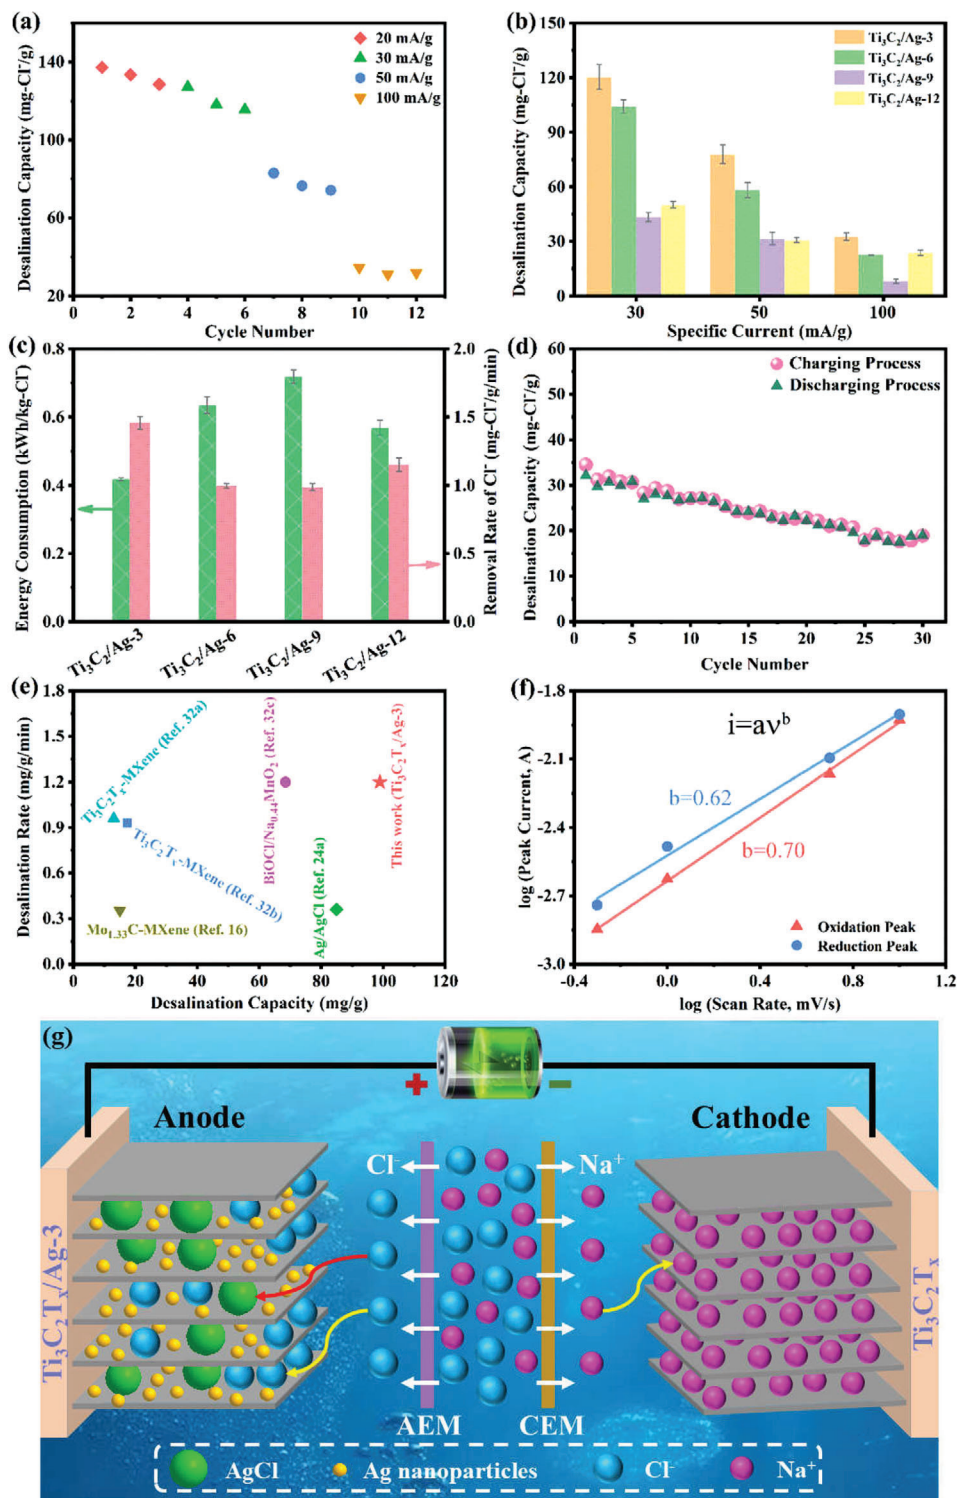 (a)
Desalination Capacity (mg-Cl⁻/g)
140
100
60
20
0 2 4 6 8 10 12
Cycle Number
20 mA/g
30 mA/g
50 mA/g
100 mA/g
(b)
Desalination Capacity (mg-Cl⁻/g)
150
120
90
60
30
0
30 50 100
Specific Current (mA/g)
Ti₃C₂/Ag-3
Ti₃C₂/Ag-6
Ti₃C₂/Ag-9
Ti₃C₂/Ag-12
(c)
Energy Consumption (kWh/kg-Cl⁻)
0.8
0.6
0.4
0.2
0.0
2.0
1.5
1.0
0.5
0.0
Removal Rate of Cl⁻ (mg-Cl⁻/g/min)
Ti₃C₂/Ag-3
Ti₃C₂/Ag-6
Ti₃C₂/Ag-9
Ti₃C₂/Ag-12
(d)
Desalination Capacity (mg-Cl⁻/g)
60
50
40
30
20
10
0
0 5 10 15 20 25 30
Cycle Number
Charging Process
Discharging Process
(e)
Desalination Rate (mg/g/min)
1.8
1.5
1.2
0.9
0.6
0.3
0.0
0 20 40 60 80 100 120
Desalination Capacity (mg/g)
Ti₃C₂Tₓ-MXene (Ref. 32a)
Ti₃C₂Tₓ-MXene (Ref. 32b)
Mo₁.₃₃C-MXene (Ref. 16)
BiOCl/Na₀.₄₄MnO₂ (Ref. 32c)
Ag/AgCl (Ref. 24a)
This work (Ti₃C₂Tₓ/Ag-3)
(f)
log (Peak Current, A)
-1.8
-2.1
-2.4
-2.7
-3.0
-0.4 0.0 0.4 0.8 1.2
log (Scan Rate, mV/s)
i=aνᵇ
b=0.62
b=0.70
Oxidation Peak
Reduction Peak
(g)
+ −
Anode
Cathode
Cl⁻
Na⁺
Ti₃C₂Tₓ/Ag-3
Ti₃C₂Tₓ
AEM
CEM
AgCl
Ag nanoparticles
Cl⁻
Na⁺